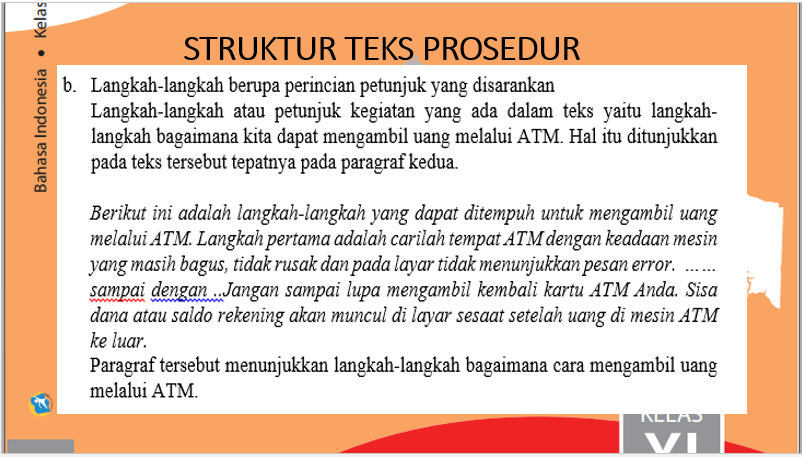 Bahasa Indonesia • Kelas
STRUKTUR TEKS PROSEDUR
b. Langkah-langkah berupa perincian petunjuk yang disarankan
Langkah-langkah atau petunjuk kegiatan yang ada dalam teks yaitu langkah-
langkah bagaimana kita dapat mengambil uang melalui ATM. Hal itu ditunjukkan
pada teks tersebut tepatnya pada paragraf kedua.
Berikut ini adalah langkah-langkah yang dapat ditempuh untuk mengambil uang
melalui ATM. Langkah pertama adalah carilah tempat ATM dengan keadaan mesin
yang masih bagus, tidak rusak dan pada layar tidak menunjukkan pesan error. ... ...
sampai dengan ..Jangan sampai lupa mengambil kembali kartu ATM Anda. Sisa
dana atau saldo rekening akan muncul di layar sesaat setelah uang di mesin ATM
ke luar.
Paragraf tersebut menunjukkan langkah-langkah bagaimana cara mengambil uang
melalui ATM.
KELAS
XI